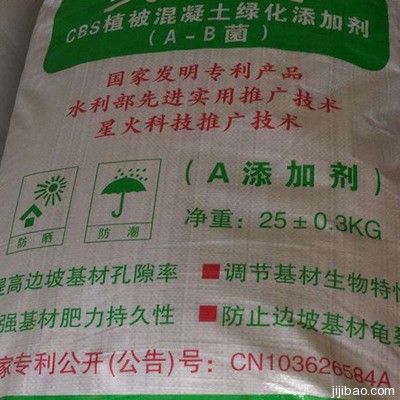 CBS植被混凝土绿化添加剂
(A-B菌)
国家发明专利产品
水利部先进实用推广技术
星火科技推广技术
(A添加剂)
净重：25±0.3KG
防晒
防潮
提高边坡基材孔隙率
■调节基材生物特性
强基材肥力持久性
■防止边坡基材龟裂
家专利公开(公告)号：CN103626584A
jijibao.com